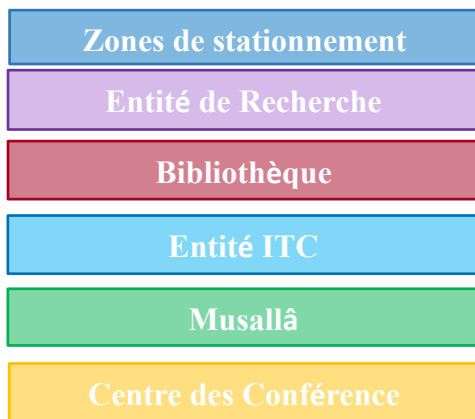 Zones de stationnement
Entité de Recherche
Bibliothèque
Entité ITC
Musallâ
Centre des Conférence